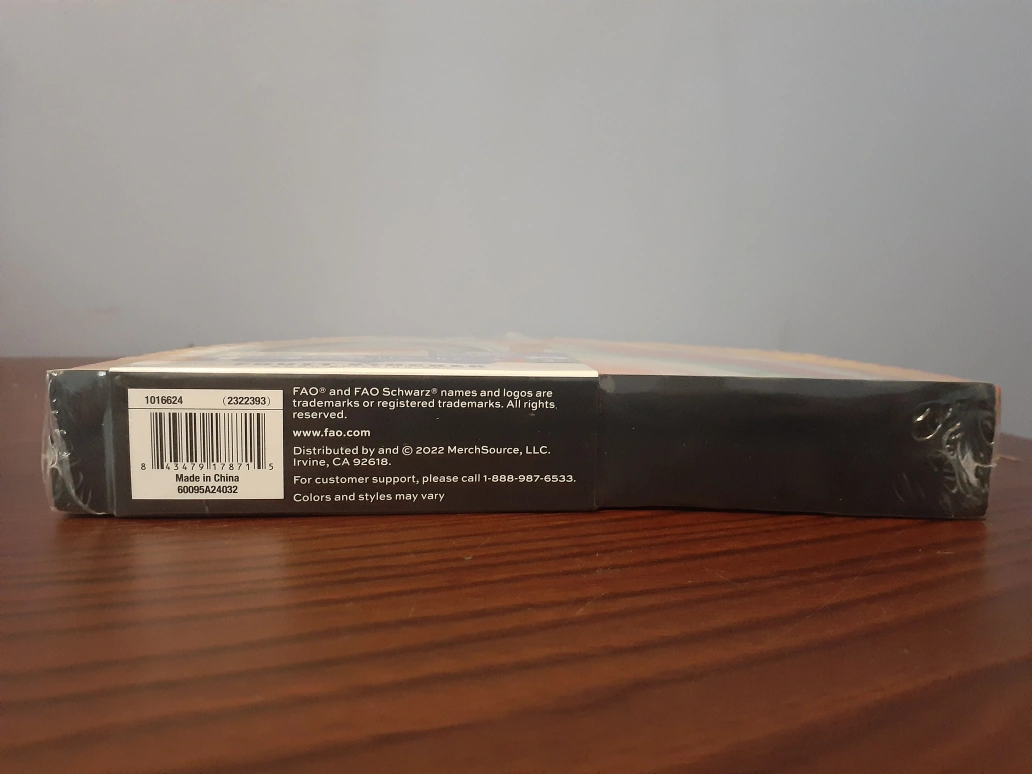 1016624 (2322393)
8 43479 17871 5
Made in China
60095A24032
FAO® and FAO Schwarz® names and logos are
trademarks or registered trademarks. All rights
reserved.
www.fao.com
Distributed by and © 2022 MerchSource, LLC.
Irvine, CA 92618.
For customer support, please call 1-888-987-6533.
Colors and styles may vary